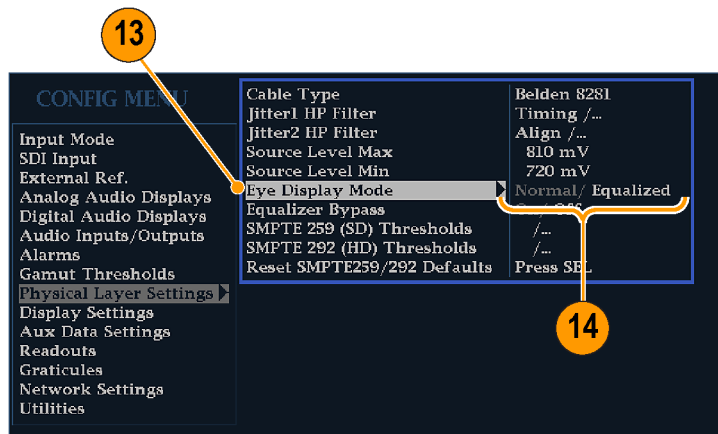 13
CONFIG MENU
Input Mode
SDI Input
External Ref.
Analog Audio Displays
Digital Audio Displays
Audio Inputs/Outputs
Alarms
Gamut Thresholds
Physical Layer Settings
Display Settings
Aux Data Settings
Readouts
Graticules
Network Settings
Utilities
Cable Type Belden 8281
Jitter1 HP Filter Timing /...
Jitter2 HP Filter Align /...
Source Level Max 810 mV
Source Level Min 720 mV
Eye Display Mode Normal/ Equalized
Equalizer Bypass On/ Off
SMPTE 259 (SD) Thresholds /...
SMPTE 292 (HD) Thresholds /...
Reset SMPTE259/292 Defaults Press SEL
14